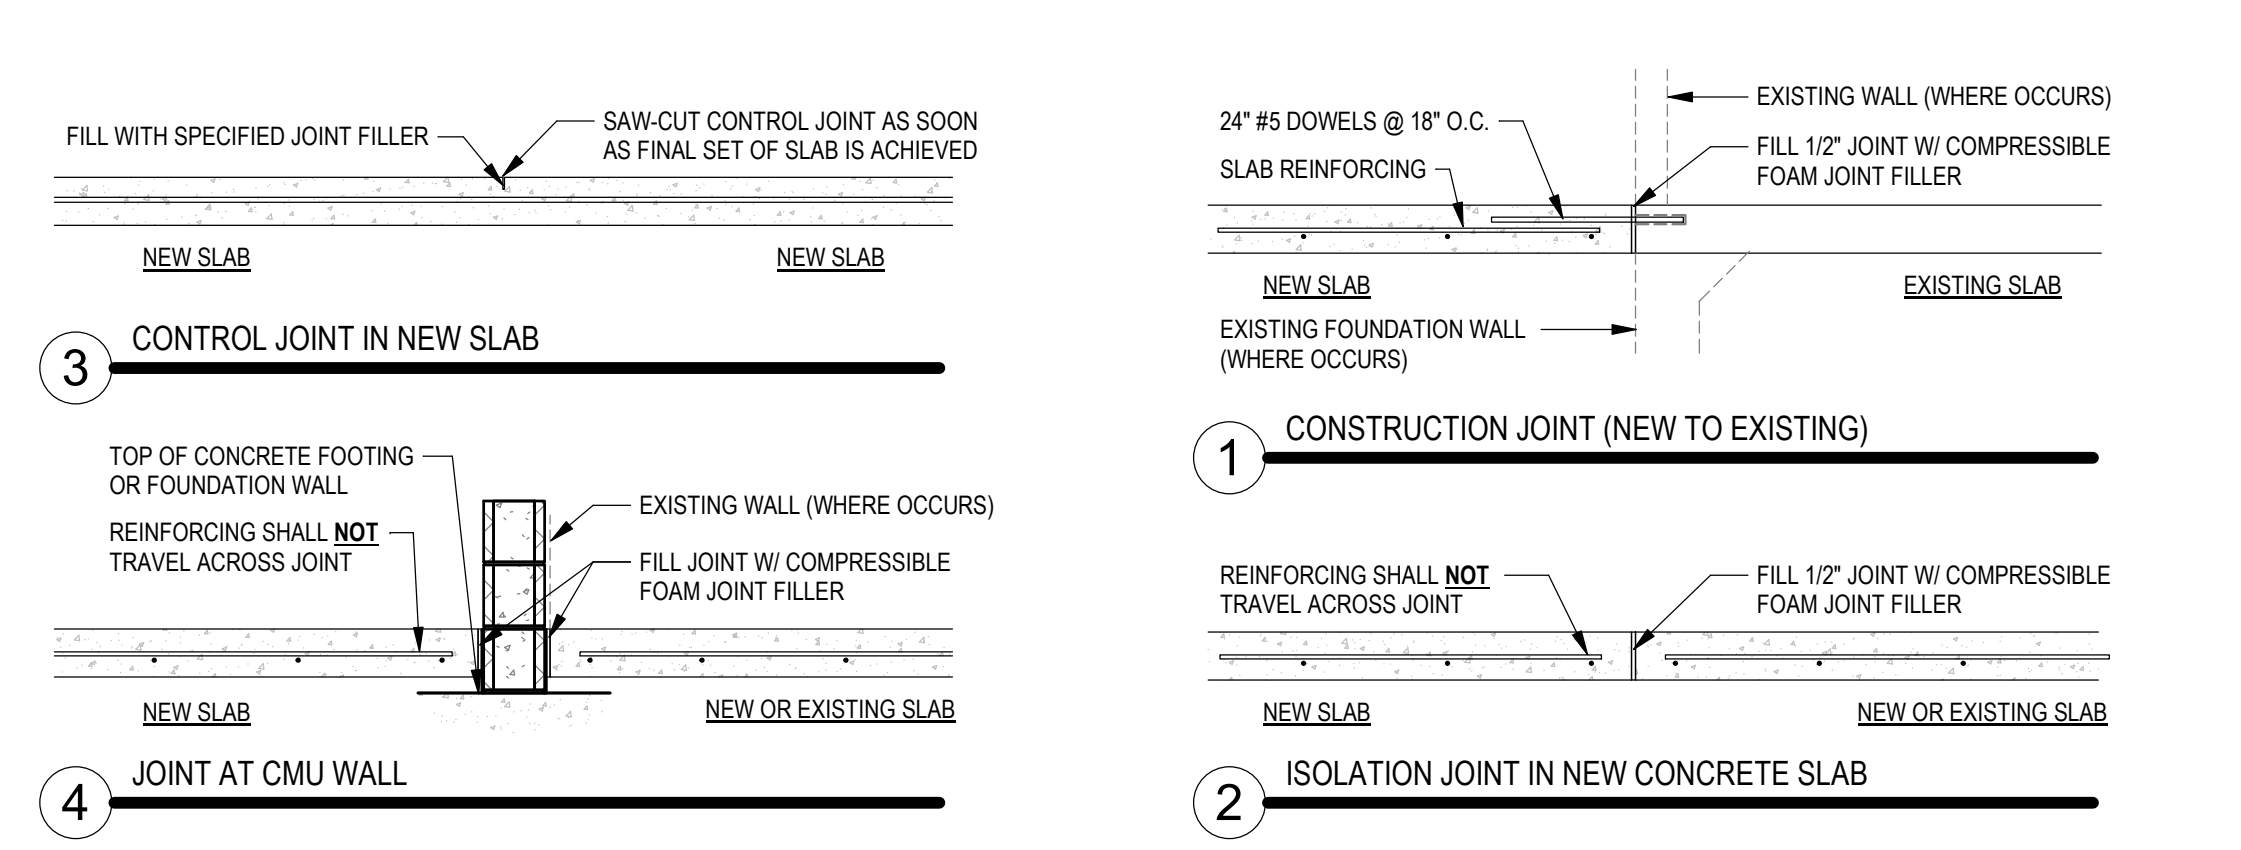 FILL WITH SPECIFIED JOINT FILLER
SAW-CUT CONTROL JOINT AS SOON
AS FINAL SET OF SLAB IS ACHIEVED
NEW SLAB
NEW SLAB
3
CONTROL JOINT IN NEW SLAB
24" #5 DOWELS @ 18" O.C.
SLAB REINFORCING
EXISTING WALL (WHERE OCCURS)
FILL 1/2" JOINT W/ COMPRESSIBLE
FOAM JOINT FILLER
NEW SLAB
EXISTING SLAB
EXISTING FOUNDATION WALL
(WHERE OCCURS)
1
CONSTRUCTION JOINT (NEW TO EXISTING)
TOP OF CONCRETE FOOTING
OR FOUNDATION WALL
REINFORCING SHALL NOT
TRAVEL ACROSS JOINT
EXISTING WALL (WHERE OCCURS)
FILL JOINT W/ COMPRESSIBLE
FOAM JOINT FILLER
NEW SLAB
NEW OR EXISTING SLAB
4
JOINT AT CMU WALL
REINFORCING SHALL NOT
TRAVEL ACROSS JOINT
FILL 1/2" JOINT W/ COMPRESSIBLE
FOAM JOINT FILLER
NEW SLAB
NEW OR EXISTING SLAB
2
ISOLATION JOINT IN NEW CONCRETE SLAB